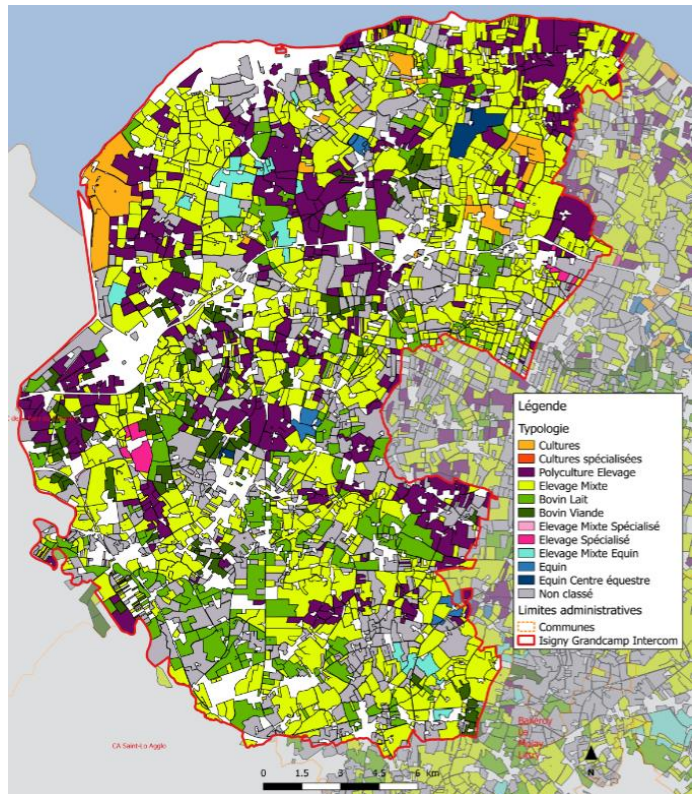 Légende
Typologie
Cultures
Cultures spécialisées
Polyculture Elevage
Elevage Mixte
Bovin Lait
Bovin Viande
Elevage Mixte Spécialisé
Elevage Spécialisé
Elevage Mixte Equin
Equin
Equin Centre équestre
Non classé
Limites administratives
Communes
Isigny Grandcamp Intercom
CA Saint-Lo Agglo
N
0 1.5 3 4.5 6 km